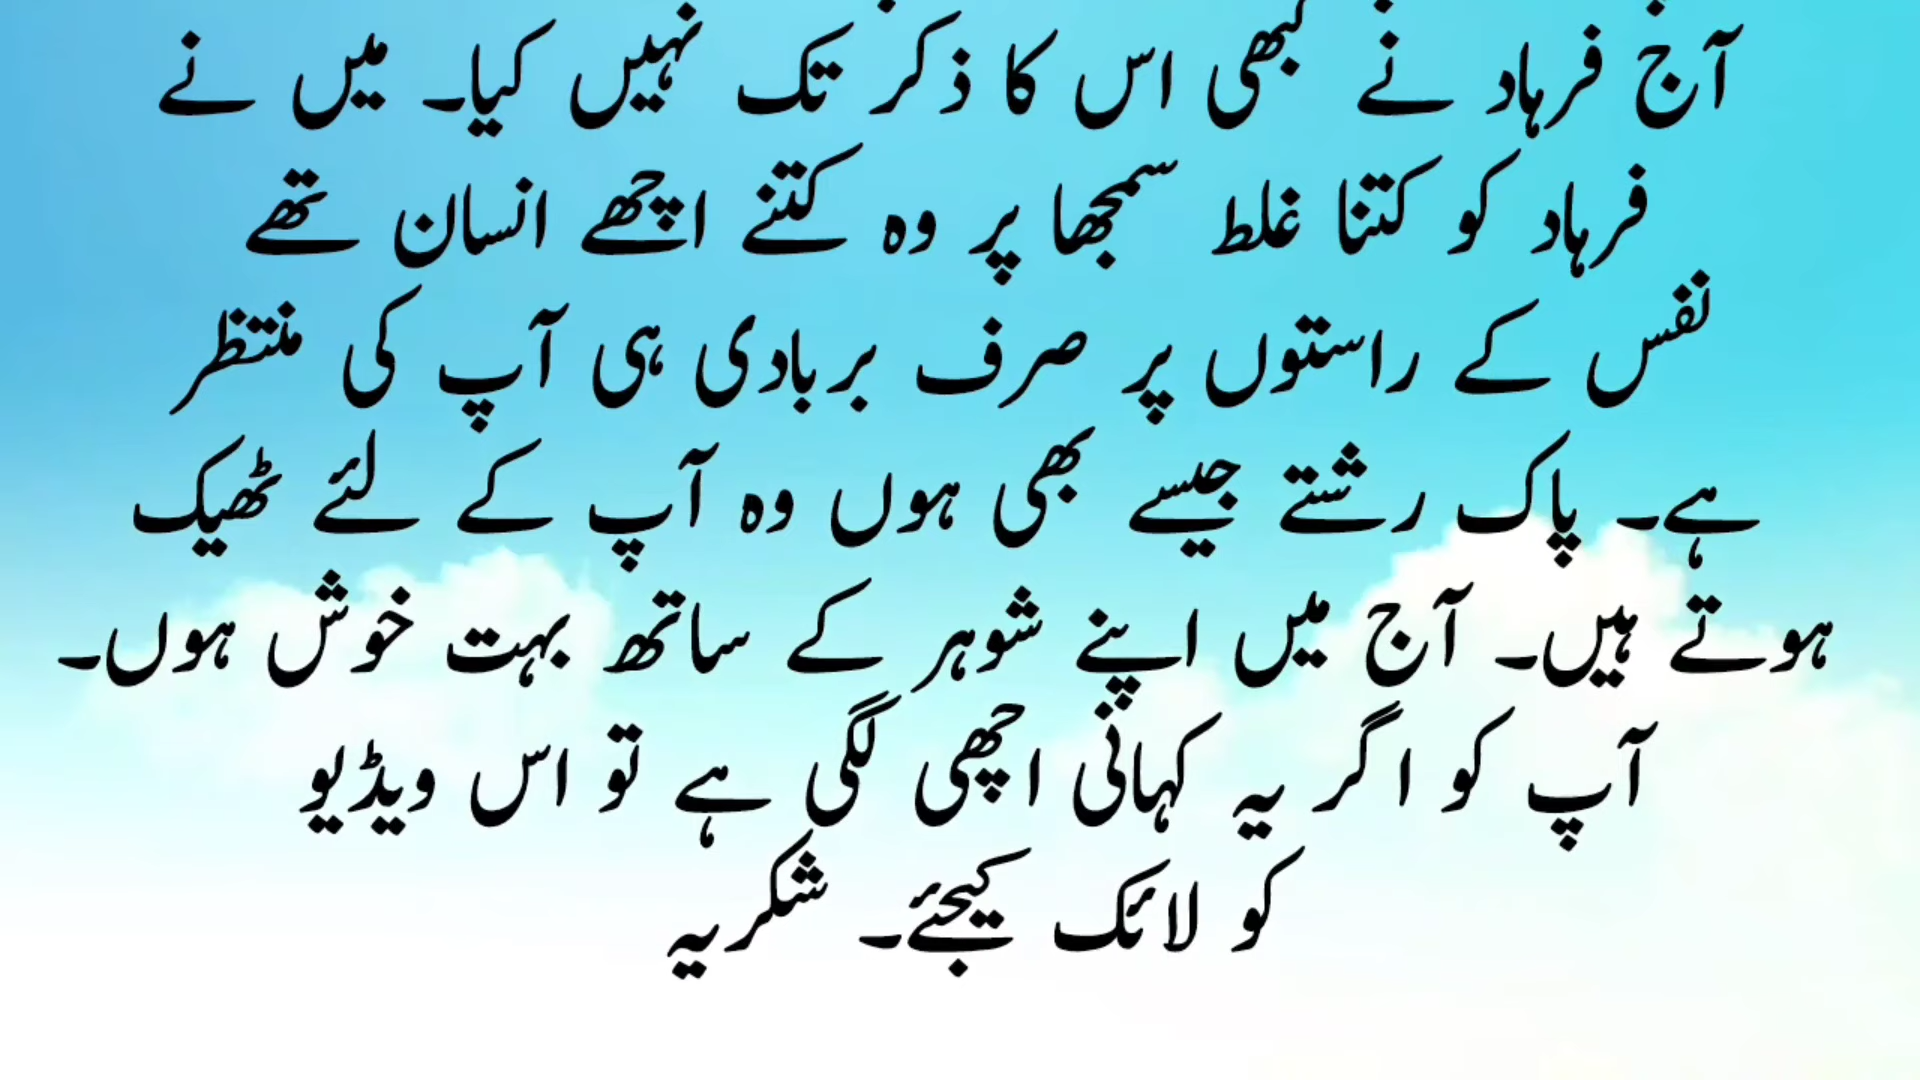 آج فرہاد نے کبھی اس کا ذکر تک نہیں کیا۔ میں نے
فرہاد کو کتنا غلط سمجھا پر وہ کتنے اچھے انسان تھے
نفس کے راستوں پر صرف بربادی ہی آپ کی منتظر
ہے۔ پاک رشتے جیسے بھی ہوں وہ آپ کے لئے ٹھیک
ہوتے ہیں۔ آج میں اپنے شوہر کے ساتھ بہت خوش ہوں۔
آپ کو اگر یہ کہانی اچھی لگی ہے تو اس ویڈیو
کو لائک کیجئے۔ شکریہ